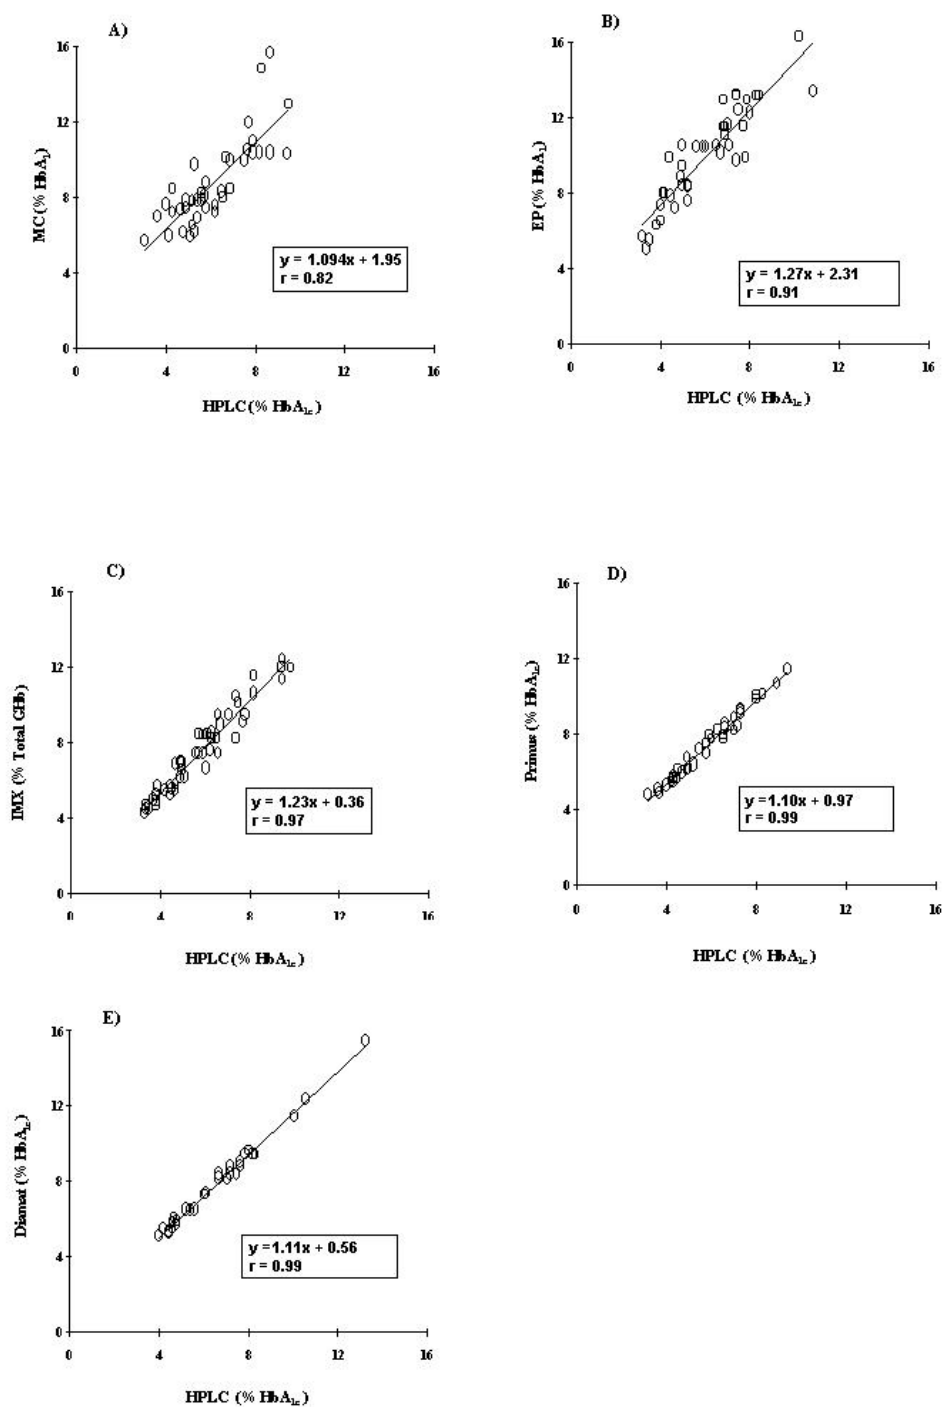 A)
16
12
8
4
0
MC (% HbA₁)
y = 1.094x + 1.95
r = 0.82
0 4 8 12 16
HPLC (% HbA₁c)
B)
16
12
8
4
0
EP (% HbA₁)
y = 1.27x + 2.31
r = 0.91
0 4 8 12 16
HPLC (% HbA₁c)
C)
16
12
8
4
0
IMX (% Total GHb)
y = 1.23x + 0.36
r = 0.97
0 4 8 12 16
HPLC (% HbA₁c)
D)
16
12
8
4
0
Primus (% HbA₁c)
y =1.10x + 0.97
r = 0.99
0 4 8 12 16
HPLC (% HbA₁c)
E)
16
12
8
4
0
Diamat (% HbA₁c)
y =1.11x + 0.56
r = 0.99
0 4 8 12 16
HPLC (% HbA₁c)